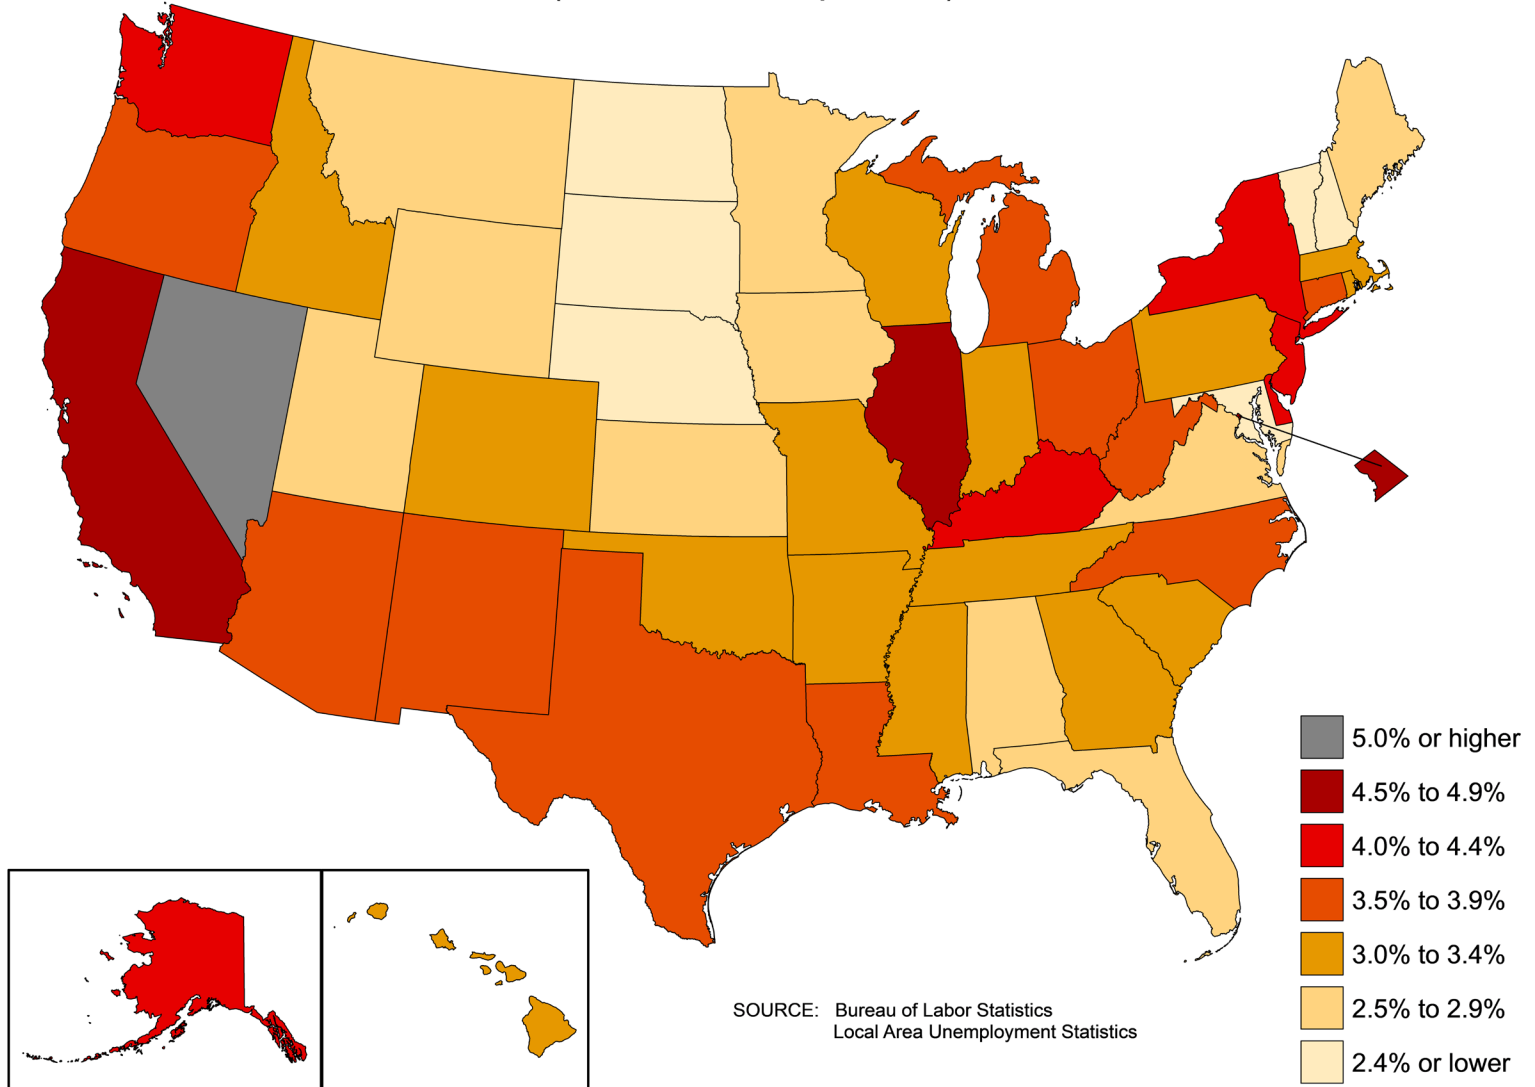 5.0% or higher
4.5% to 4.9%
4.0% to 4.4%
3.5% to 3.9%
3.0% to 3.4%
2.5% to 2.9%
2.4% or lower
SOURCE: Bureau of Labor Statistics
Local Area Unemployment Statistics